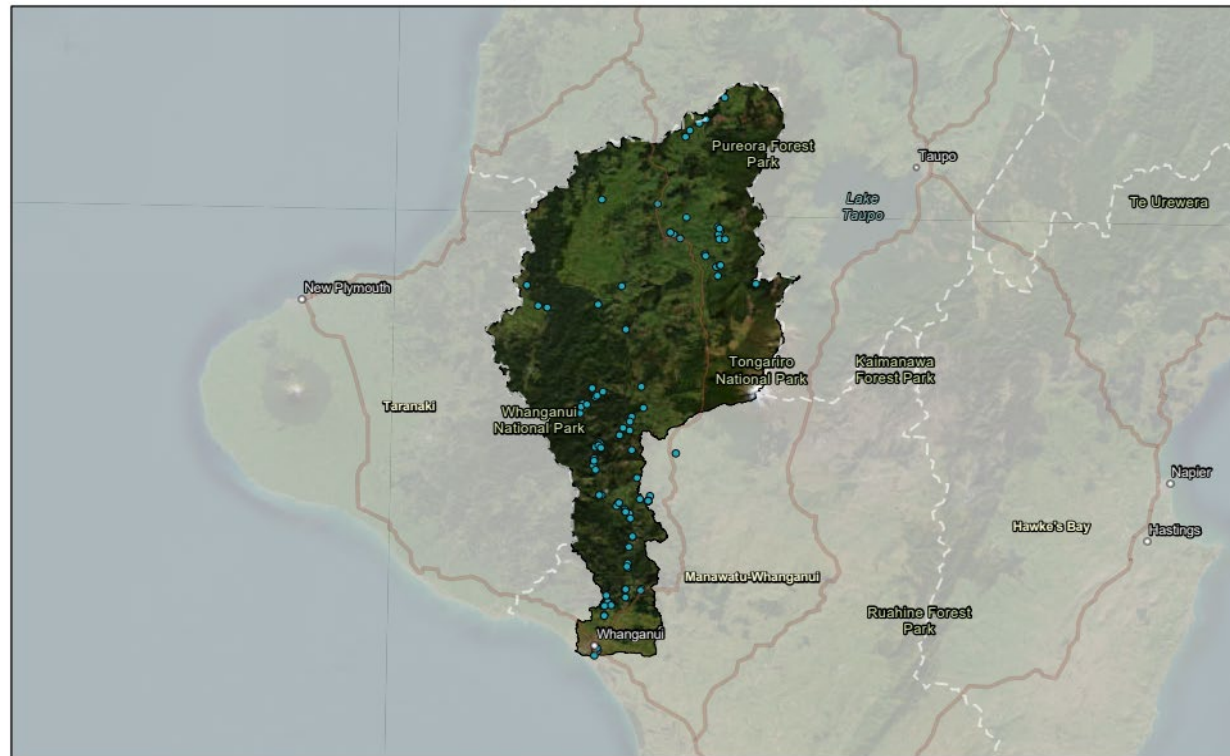 Pureora Forest
Park
Taupo
Lake
Taupo
Te Urewera
New Plymouth
Tongariro
National Park
Kaimanawa
Forest Park
Taranaki
Whanganui
National Park
Napier
Hawke's Bay
Hastings
Manawatu-Whanganui
Ruahine Forest
Park
Whanganui